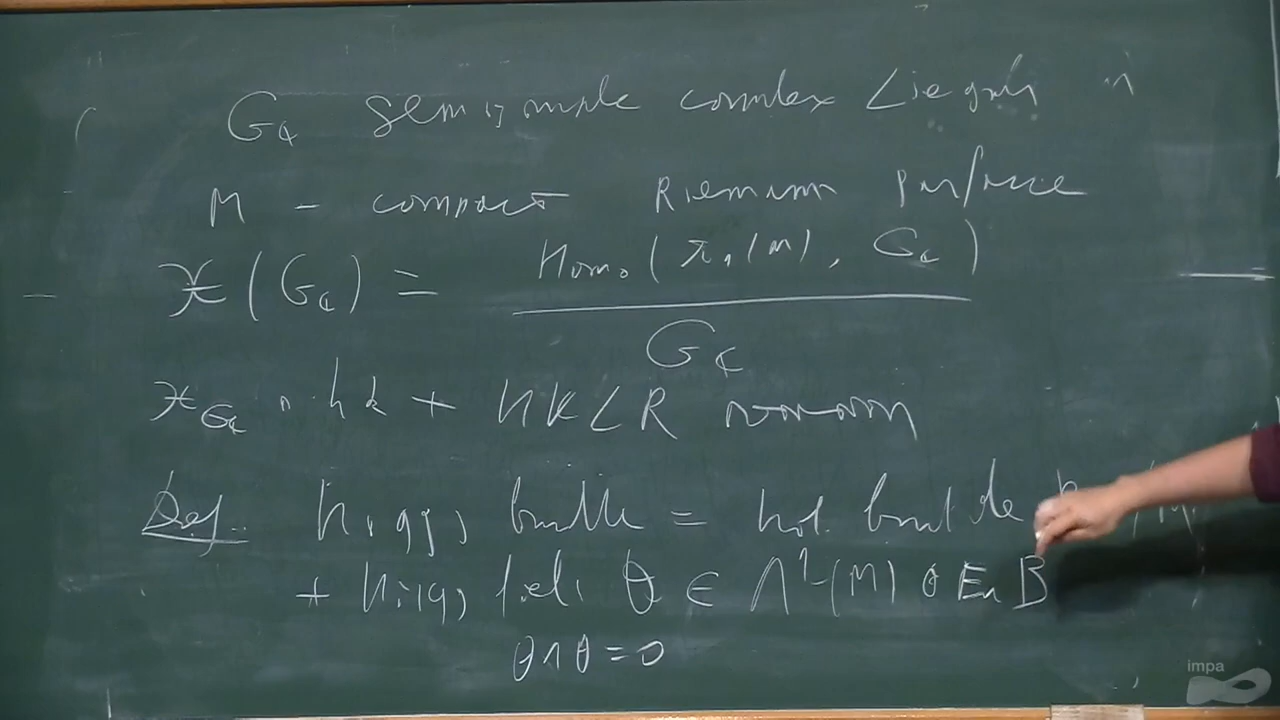 G_ℂ semisimple complex Lie group
M - compact Riemann surface
𝔛(G_ℂ) = Hom₀(π₁(M), G_ℂ) / G_ℂ
𝔛_{G_ℂ} hk + HKLR
Def. Higgs bundle = hol. bundle
+ Higgs field θ ∈ Λ¹(M) ⊗ End B
θ∧θ=0
impa